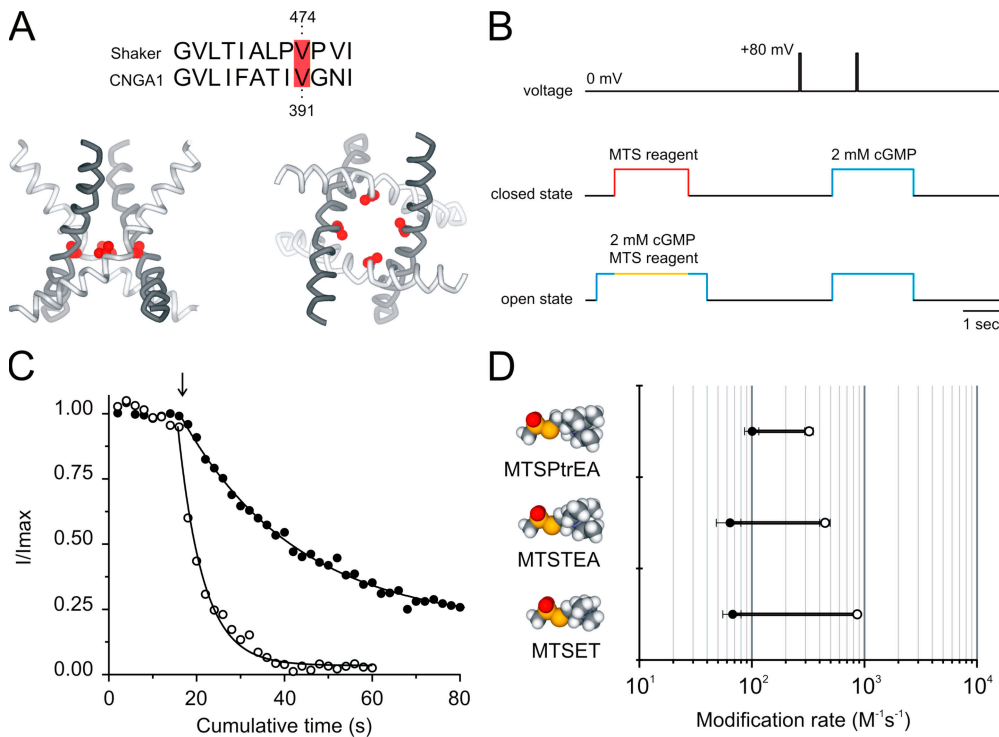 A
474
Shaker GVLTIALPVPVI
CNGA1 GVLIFATIVGNI
391
B
+80 mV
0 mV
voltage
MTS reagent
2 mM cGMP
closed state
2 mM cGMP
MTS reagent
open state
1 sec
C
1.00
0.75
0.50
0.25
0.00
I/Imax
0 20 40 60 80
Cumulative time (s)
D
MTSPtrEA
MTSTEA
MTSET
10¹ 10² 10³ 10⁴
Modification rate (M⁻¹s⁻¹)